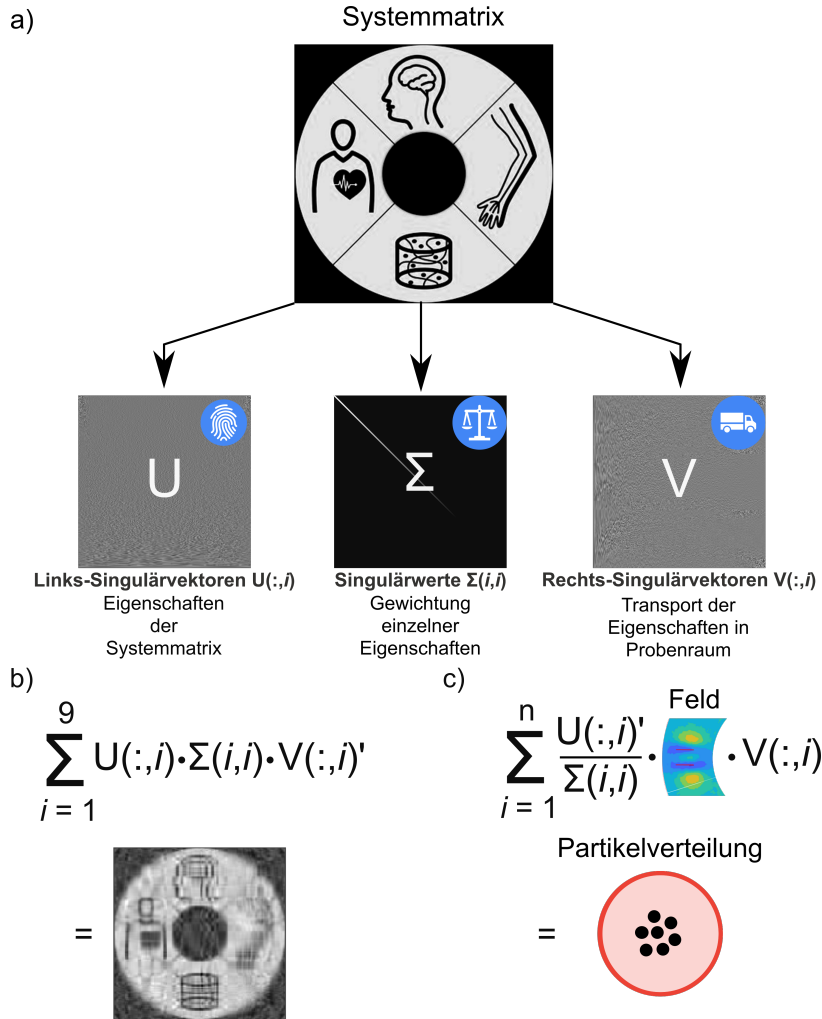 a)
Systemmatrix
U
Σ
V
Links-Singulärvektoren U(:,i)
Eigenschaften
der
Systemmatrix
Singulärwerte Σ(i,i)
Gewichtung
einzelner
Eigenschaften
Rechts-Singulärvektoren V(:,i)
Transport der
Eigenschaften in
Probenraum
b)
9
∑ U(:,i)·Σ(i,i)·V(:,i)'
i = 1
=
c)
Feld
n
∑ U(:,i)'
Σ(i,i)
· · V(:,i)
i = 1
Partikelverteilung
=